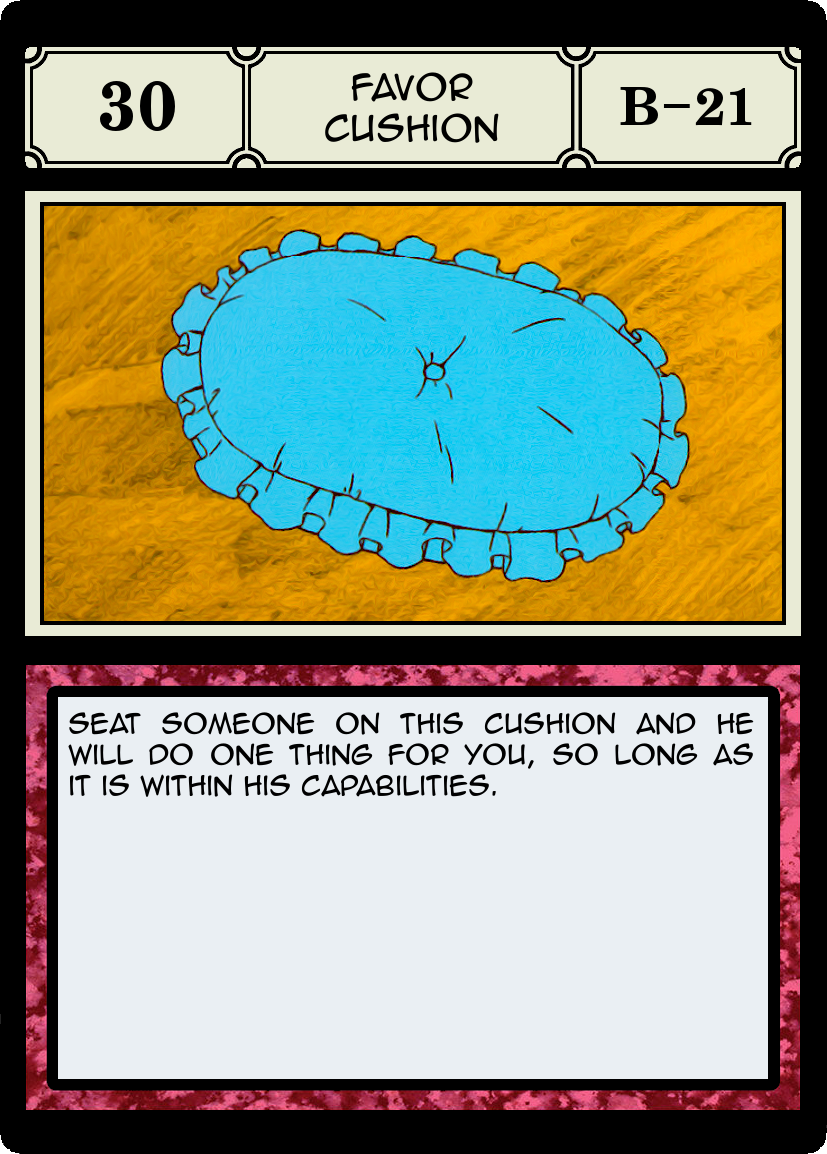 30
FAVOR
CUSHION
B-21
SEAT SOMEONE ON THIS CUSHION AND HE
WILL DO ONE THING FOR YOU, SO LONG AS
IT IS WITHIN HIS CAPABILITIES.